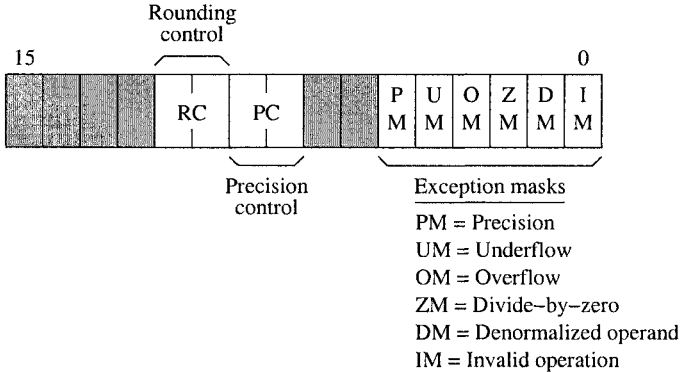 Rounding
control
15
0
RC
PC
P
M
U
M
O
M
Z
M
D
M
I
M
Precision
control
Exception masks
PM = Precision
UM = Underflow
OM = Overflow
ZM = Divide–by–zero
DM = Denormalized operand
IM = Invalid operation